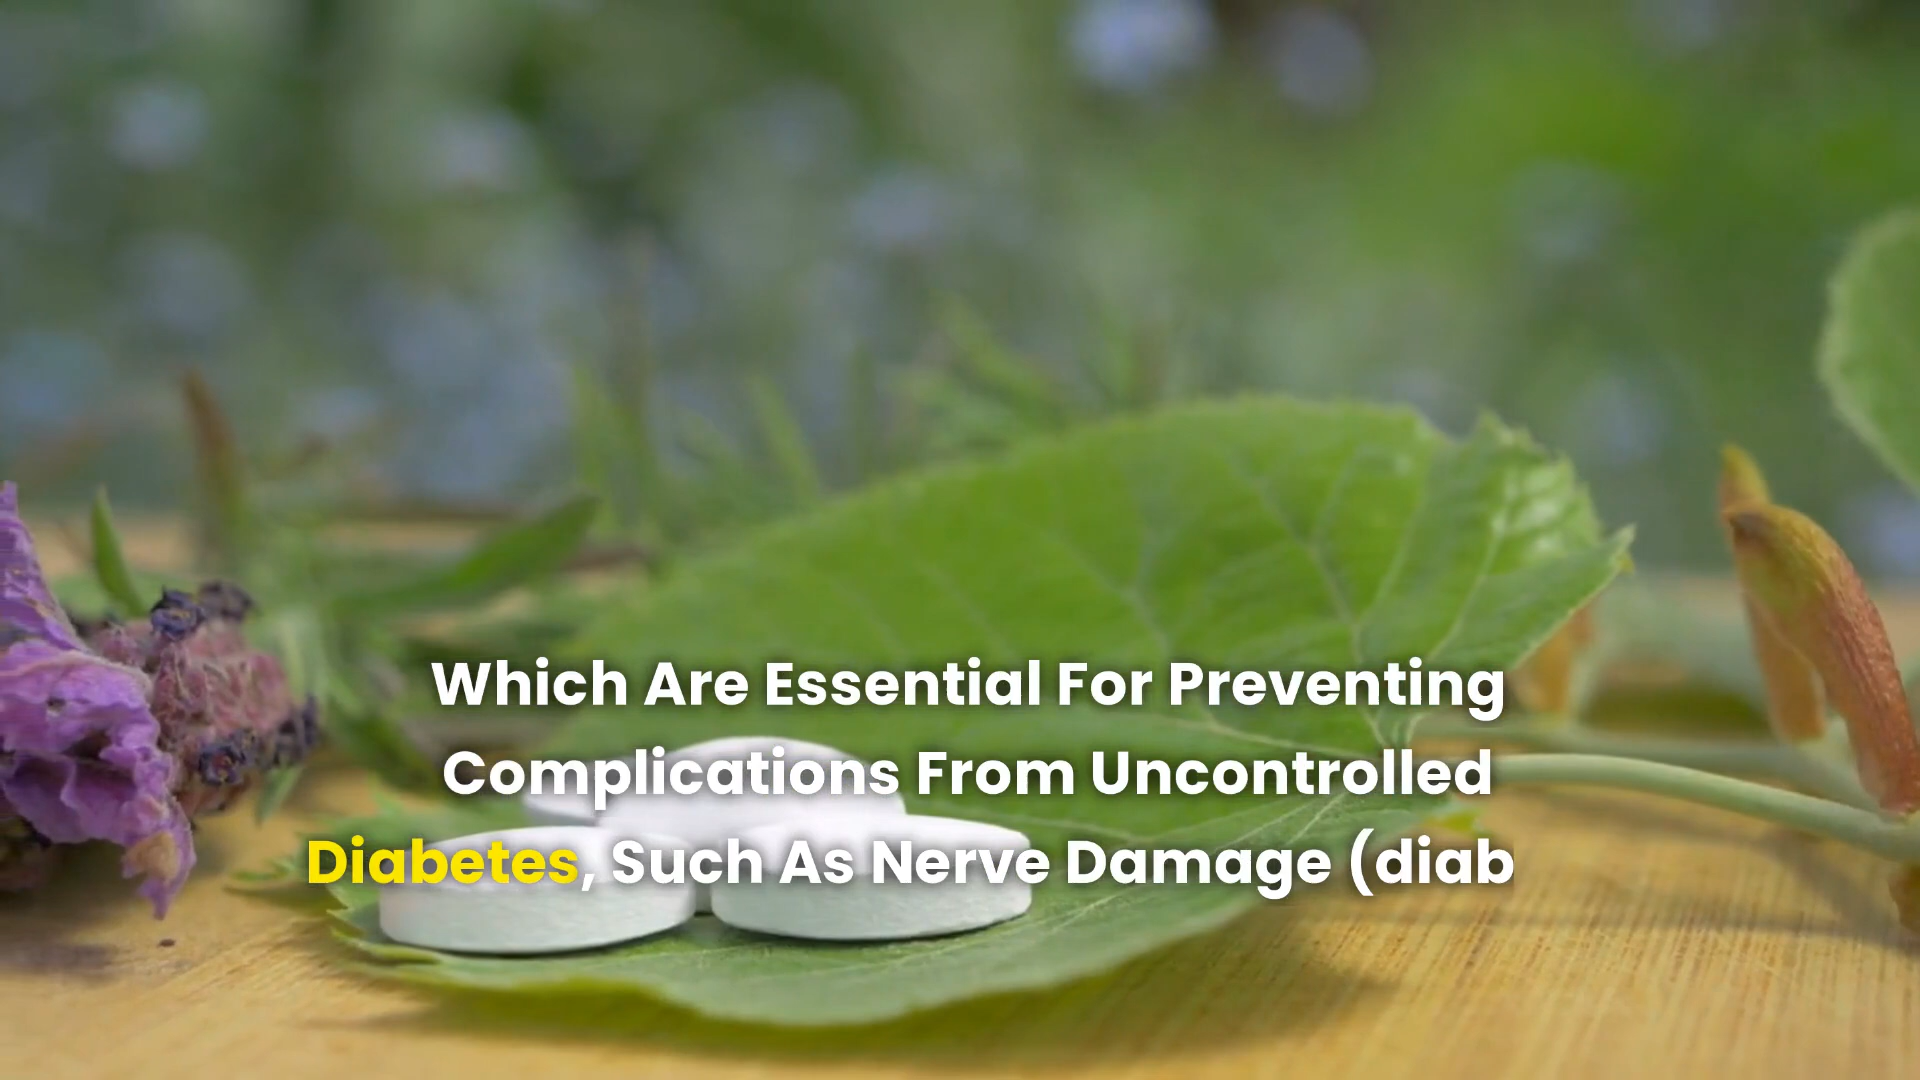 Which Are Essential For Preventing
Complications From Uncontrolled
Diabetes, Such As Nerve Damage (diab